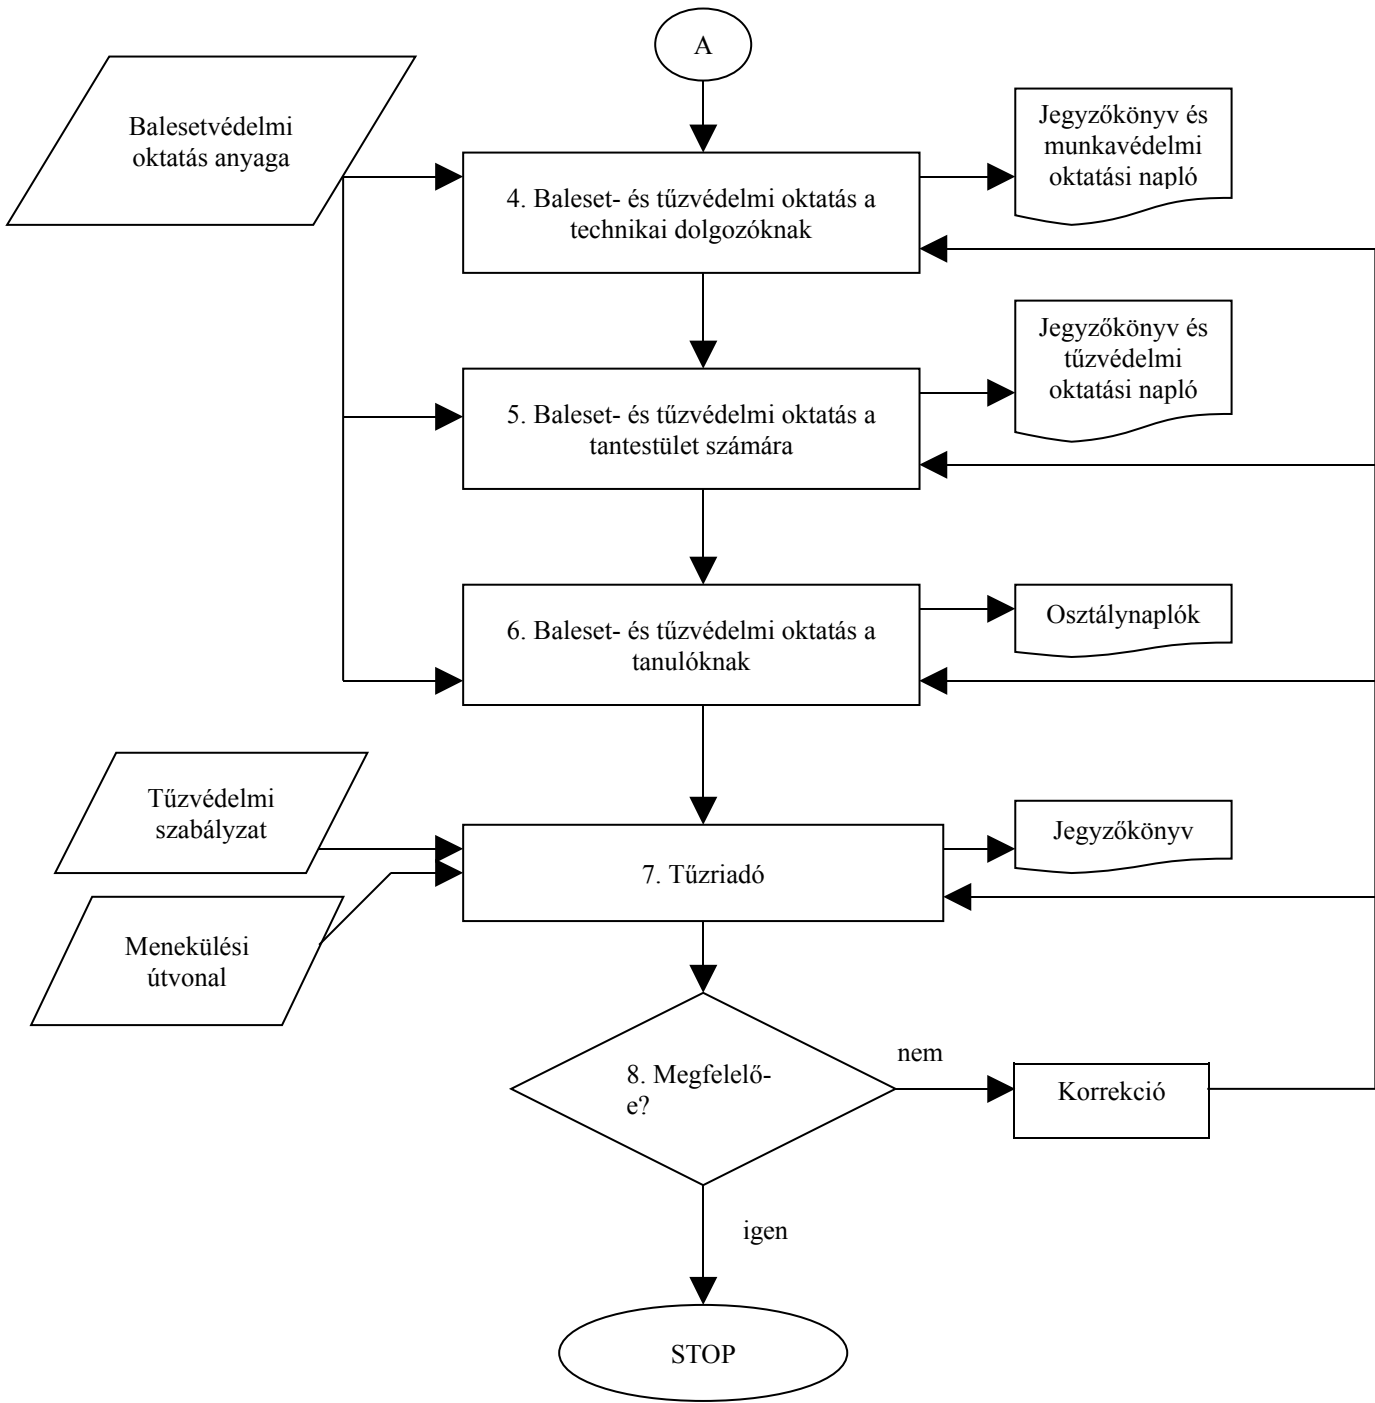 A
Balesetvédelmi
oktatás anyaga
Jegyzőkönyv és
munkavédelmi
oktatási napló
4. Baleset- és tűzvédelmi oktatás a
technikai dolgozóknak
Jegyzőkönyv és
tűzvédelmi
oktatási napló
5. Baleset- és tűzvédelmi oktatás a
tantestület számára
6. Baleset- és tűzvédelmi oktatás a
tanulóknak
Osztálynaplók
Tűzvédelmi
szabályzat
7. Tűzriadó
Jegyzőkönyv
Menekülési
útvonal
8. Megfelelő-
e?
nem
Korrekció
igen
STOP